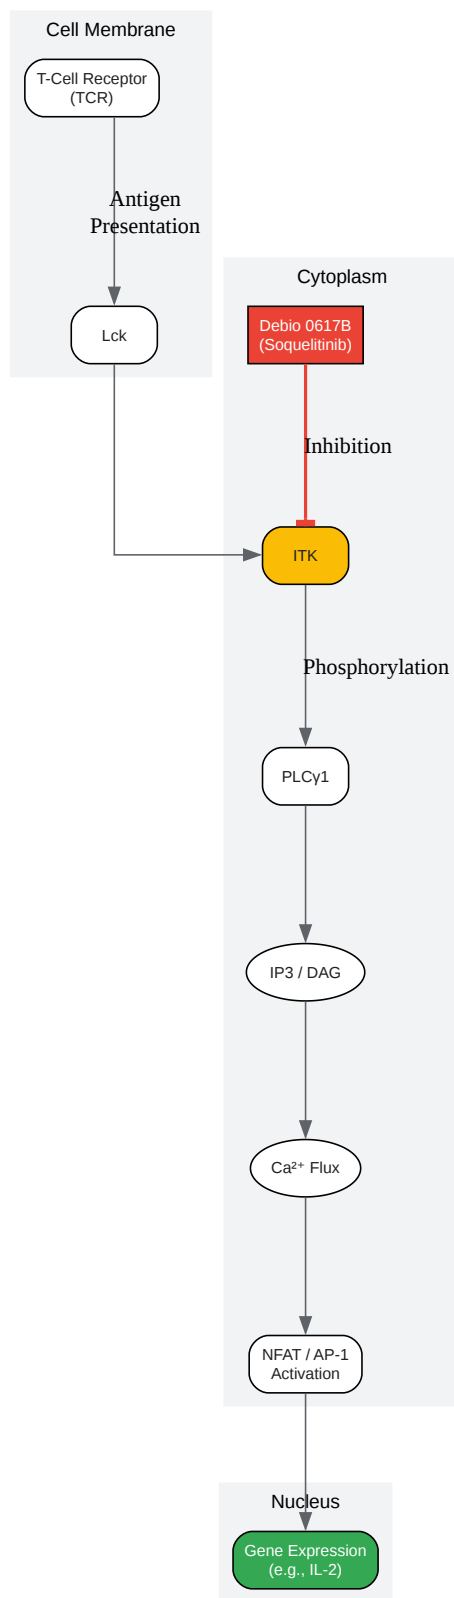 Cell Membrane
T-Cell Receptor
(TCR)
Antigen
Presentation
Lck
Cytoplasm
Debio 0617B
(Soquelitinib)
Inhibition
ITK
Phosphorylation
PLCγ1
IP3 / DAG
Ca²⁺ Flux
NFAT / AP-1
Activation
Nucleus
Gene Expression
(e.g., IL-2)